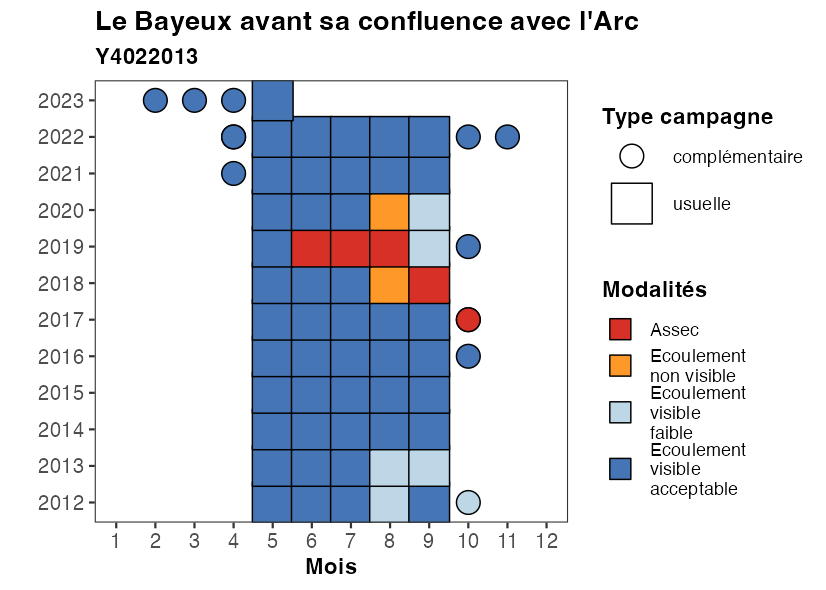 Le Bayeux avant sa confluence avec l'Arc
Y4022013
2023
2022
2021
2020
2019
2018
2017
2016
2015
2014
2013
2012
1 2 3 4 5 6 7 8 9 10 11 12
Mois
Type campagne
complémentaire
usuelle
Modalités
Assec
Ecoulement
non visible
Ecoulement
visible
faible
Ecoulement
visible
acceptable